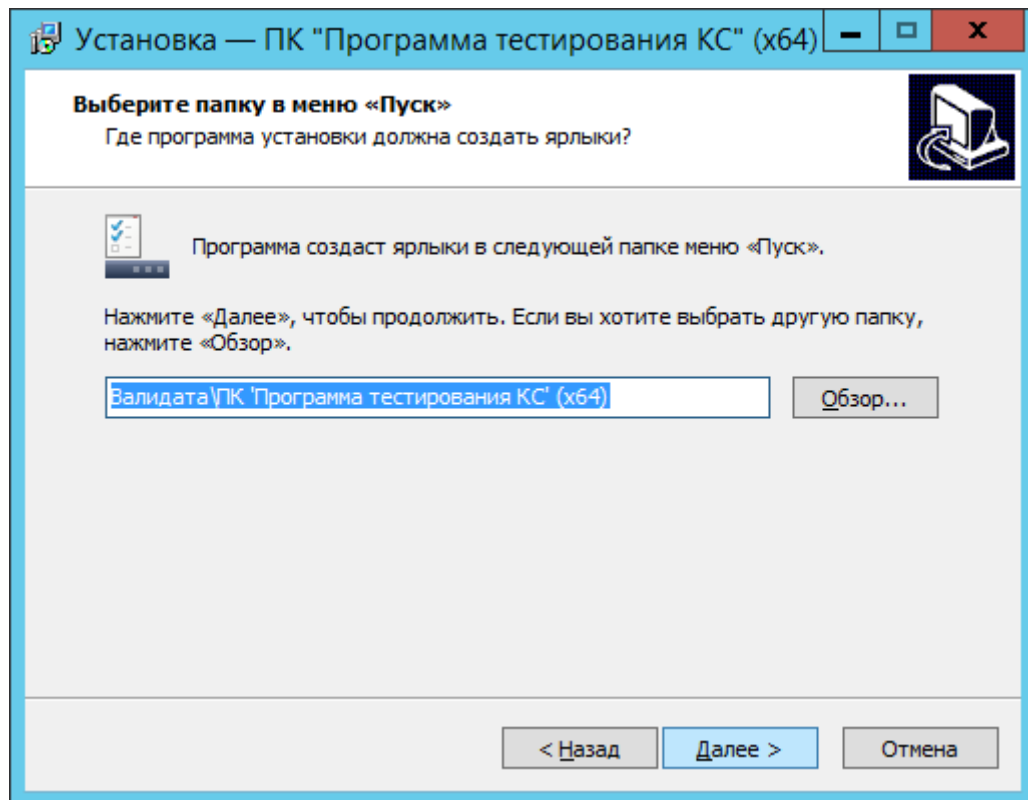 Установка — ПК "Программа тестирования КС" (x64)
Выберите папку в меню «Пуск»
Где программа установки должна создать ярлыки?
Программа создаст ярлыки в следующей папке меню «Пуск».
Нажмите «Далее», чтобы продолжить. Если вы хотите выбрать другую папку,
нажмите «Обзор».
Валидата\ПК 'Программа тестирования КС' (x64)
Обзор...
< Назад
Далее >
Отмена